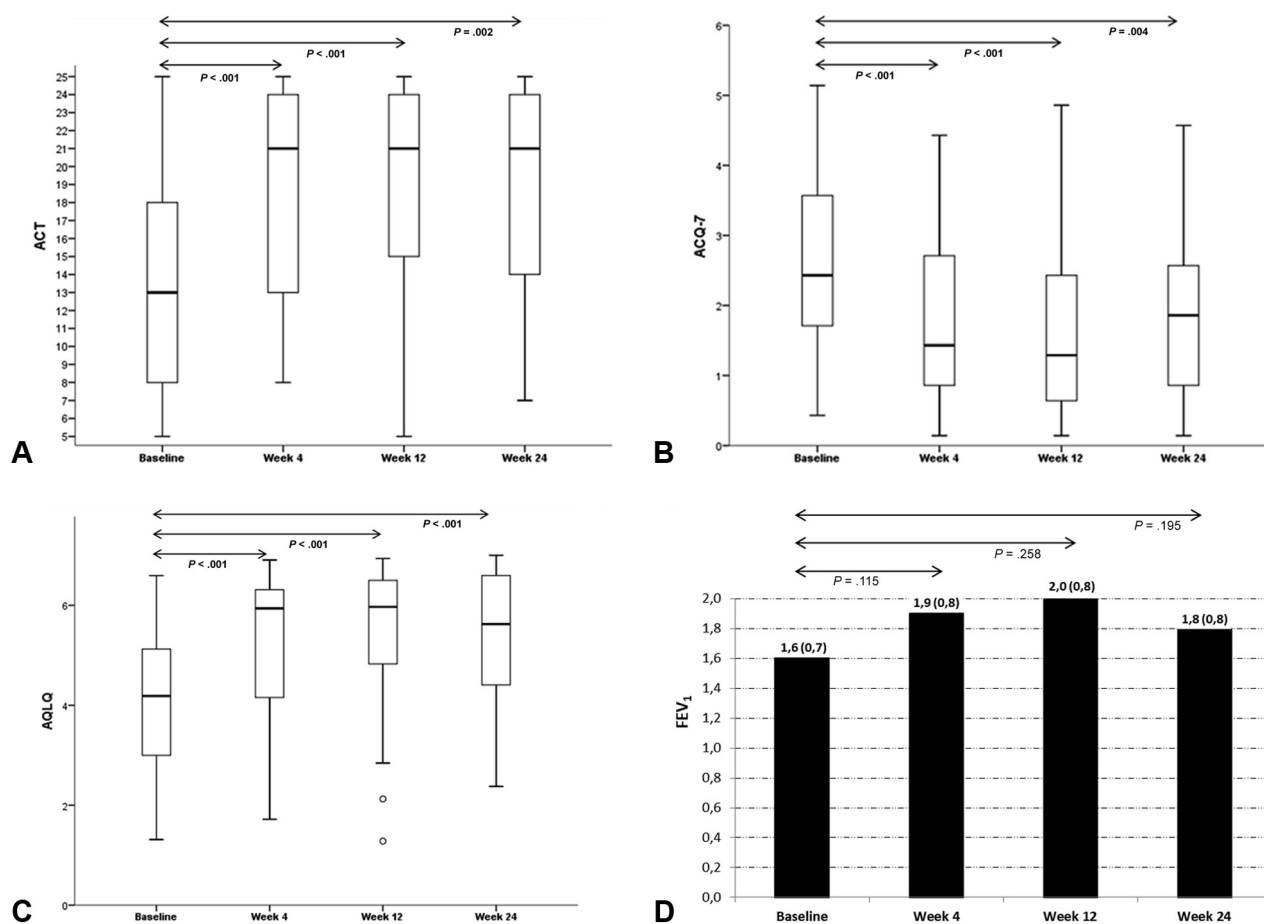 P = .002
P < .001
P < .001
ACT
25
24
23
22
21
20
19
18
17
16
15
14
13
12
11
10
9
8
7
6
5
Baseline Week 4 Week 12 Week 24
A
P = .004
P < .001
P < .001
ACQ-7
6
5
4
3
2
1
0
Baseline Week 4 Week 12 Week 24
B
P < .001
P < .001
P < .001
AQLQ
6
4
2
0
Baseline Week 4 Week 12 Week 24
C
P = .195
P = .258
P = .115
FEV₁
2,0
1,8
1,6
1,4
1,2
1,0
0,8
0,6
0,4
0,2
0,0
1,6 (0,7) 1,9 (0,8) 2,0 (0,8) 1,8 (0,8)
Baseline Week 4 Week 12 Week 24
D